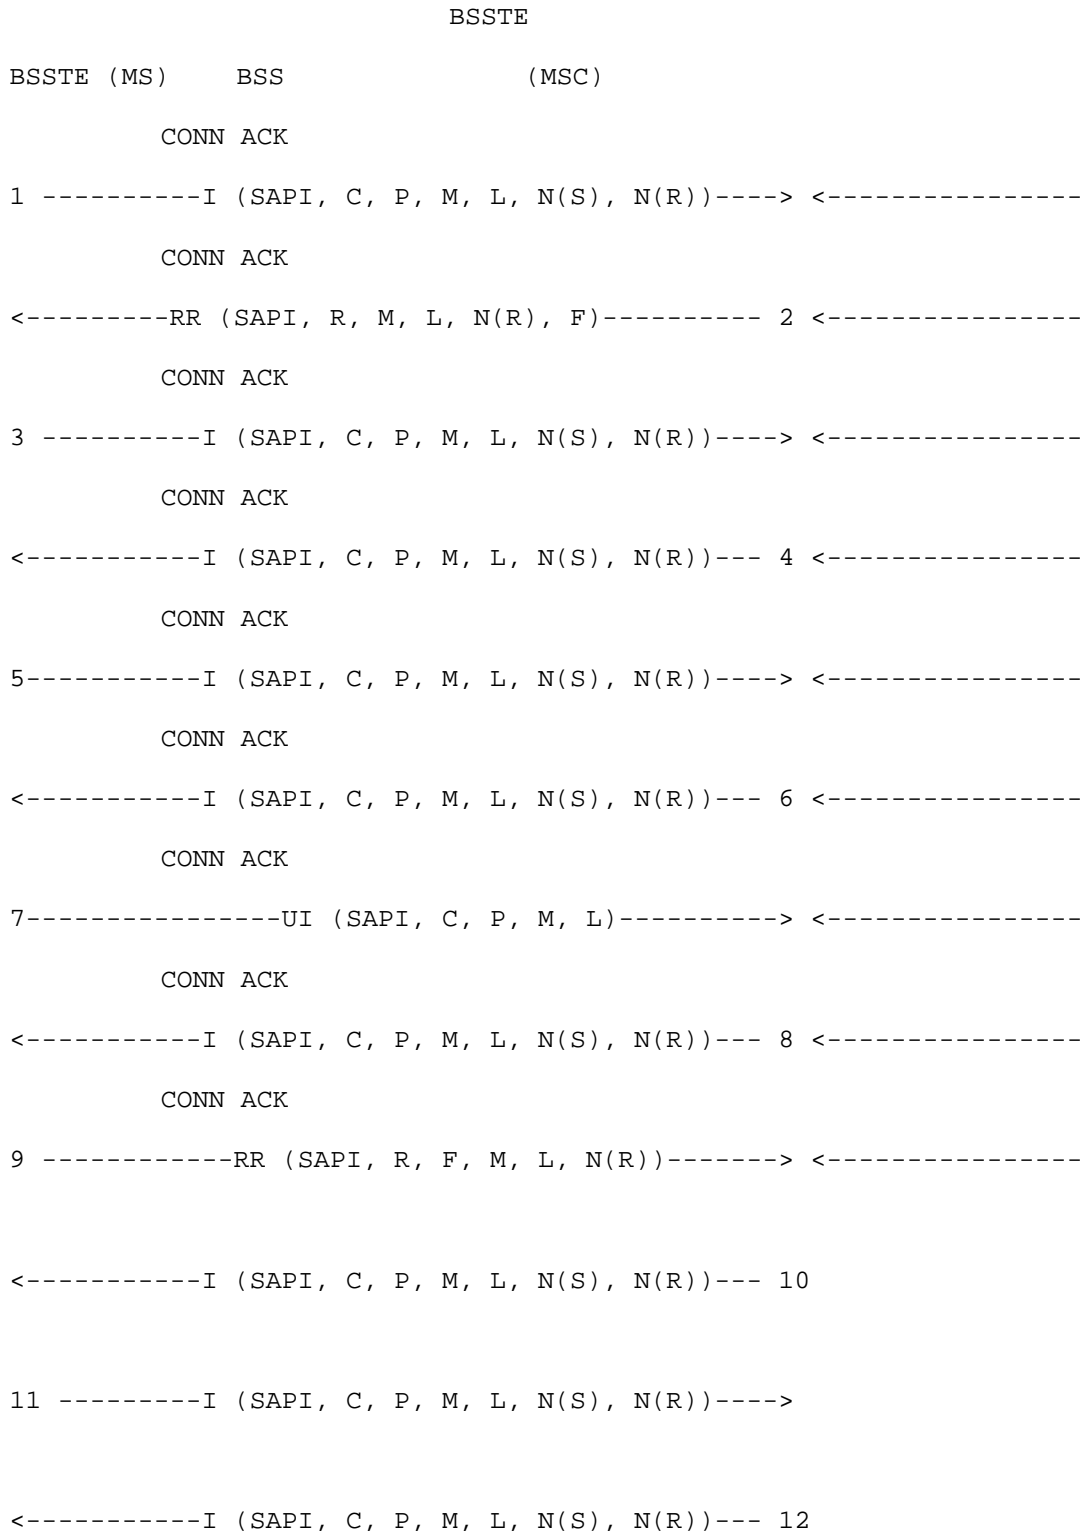 BSSTE
BSSTE (MS) BSS (MSC)
CONN ACK
1 ----------I (SAPI, C, P, M, L, N(S), N(R))----> <----------------
CONN ACK
<---------RR (SAPI, R, M, L, N(R), F)---------- 2 <----------------
CONN ACK
3 ----------I (SAPI, C, P, M, L, N(S), N(R))----> <----------------
CONN ACK
<-----------I (SAPI, C, P, M, L, N(S), N(R))--- 4 <----------------
CONN ACK
5-----------I (SAPI, C, P, M, L, N(S), N(R))----> <----------------
CONN ACK
<-----------I (SAPI, C, P, M, L, N(S), N(R))--- 6 <----------------
CONN ACK
7----------------UI (SAPI, C, P, M, L)----------> <----------------
CONN ACK
<-----------I (SAPI, C, P, M, L, N(S), N(R))--- 8 <----------------
CONN ACK
9 ------------RR (SAPI, R, F, M, L, N(R))-------> <----------------
<-----------I (SAPI, C, P, M, L, N(S), N(R))--- 10
11 ---------I (SAPI, C, P, M, L, N(S), N(R))---->
<-----------I (SAPI, C, P, M, L, N(S), N(R))--- 12